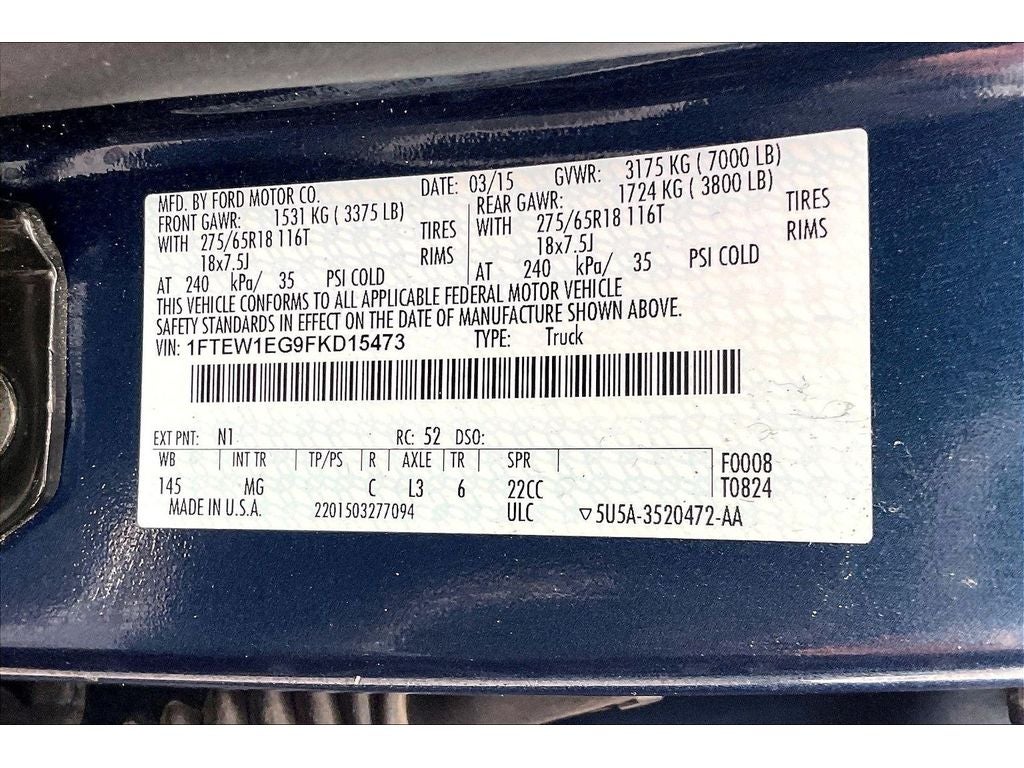 MFD. BY FORD MOTOR CO. DATE: 03/15 GVWR: 3175 KG ( 7000 LB)
FRONT GAWR: 1531 KG ( 3375 LB) REAR GAWR: 1724 KG ( 3800 LB)
WITH 275/65R18 116T TIRES WITH 275/65R18 116T TIRES
18x7.5J RIMS 18x7.5J RIMS
AT 240 kPa/ 35 PSI COLD AT 240 kPa/ 35 PSI COLD
THIS VEHICLE CONFORMS TO ALL APPLICABLE FEDERAL MOTOR VEHICLE
SAFETY STANDARDS IN EFFECT ON THE DATE OF MANUFACTURE SHOWN ABOVE.
VIN: 1FTEW1EG9FKD15473 TYPE: Truck
EXT PNT: N1 RC: 52 DSO:
WB INT TR TP/PS R AXLE TR SPR F0008
145 MG C L3 6 22CC T0824
MADE IN U.S.A. 2201503277094 ULC ▽5U5A-3520472-AA